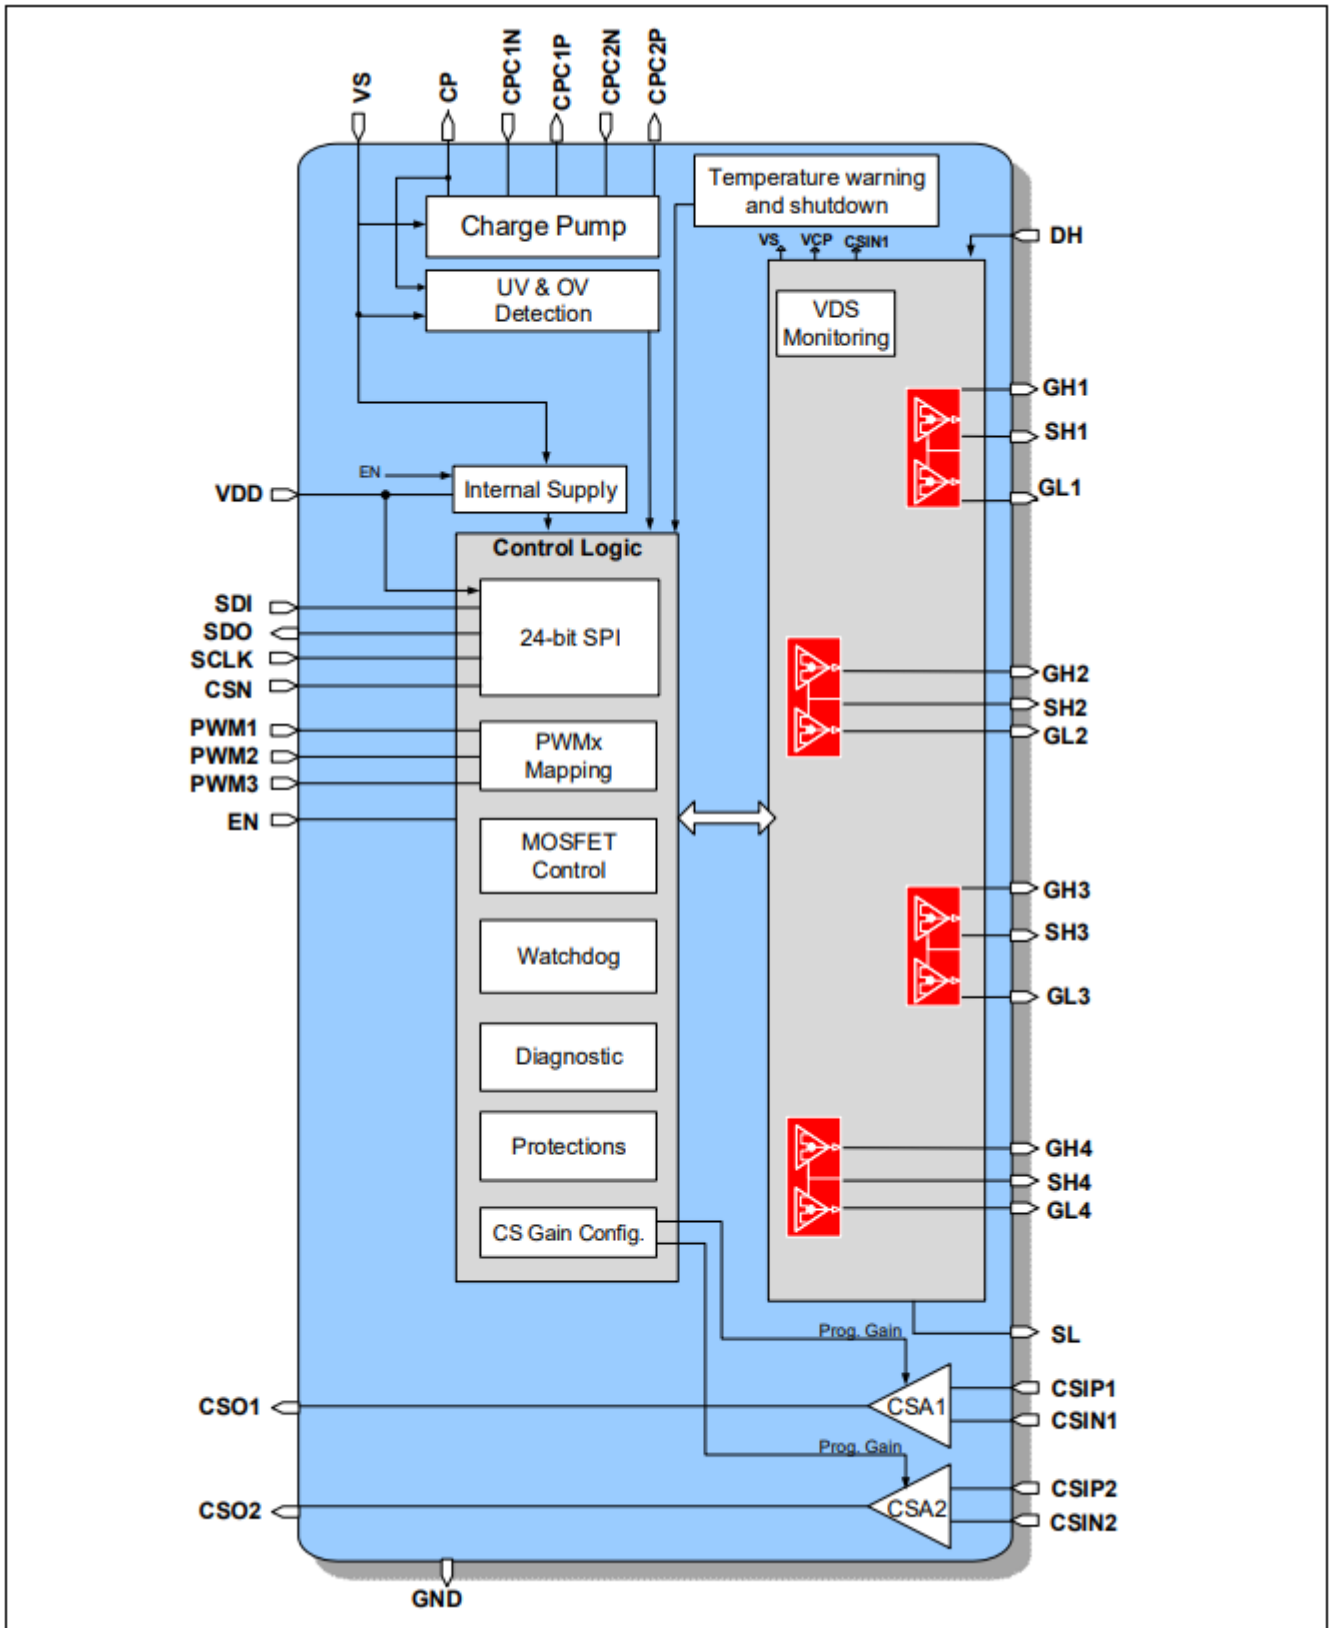 VS
CP
CPC1N
CPC1P
CPC2N
CPC2P
Temperature warning
and shutdown
Charge Pump
DH
VS
VCP
CSIN1
UV & OV
Detection
VDS
Monitoring
GH1
SH1
GL1
EN
Internal Supply
VDD
Control Logic
SDI
SDO
SCLK
CSN
24-bit SPI
GH2
SH2
GL2
PWM1
PWM2
PWM3
PWMx
Mapping
EN
MOSFET
Control
GH3
SH3
GL3
Watchdog
Diagnostic
Protections
GH4
SH4
GL4
CS Gain Config.
Prog. Gain
SL
CSO1
CSA1
CSIP1
CSIN1
Prog. Gain
CSO2
CSA2
CSIP2
CSIN2
GND